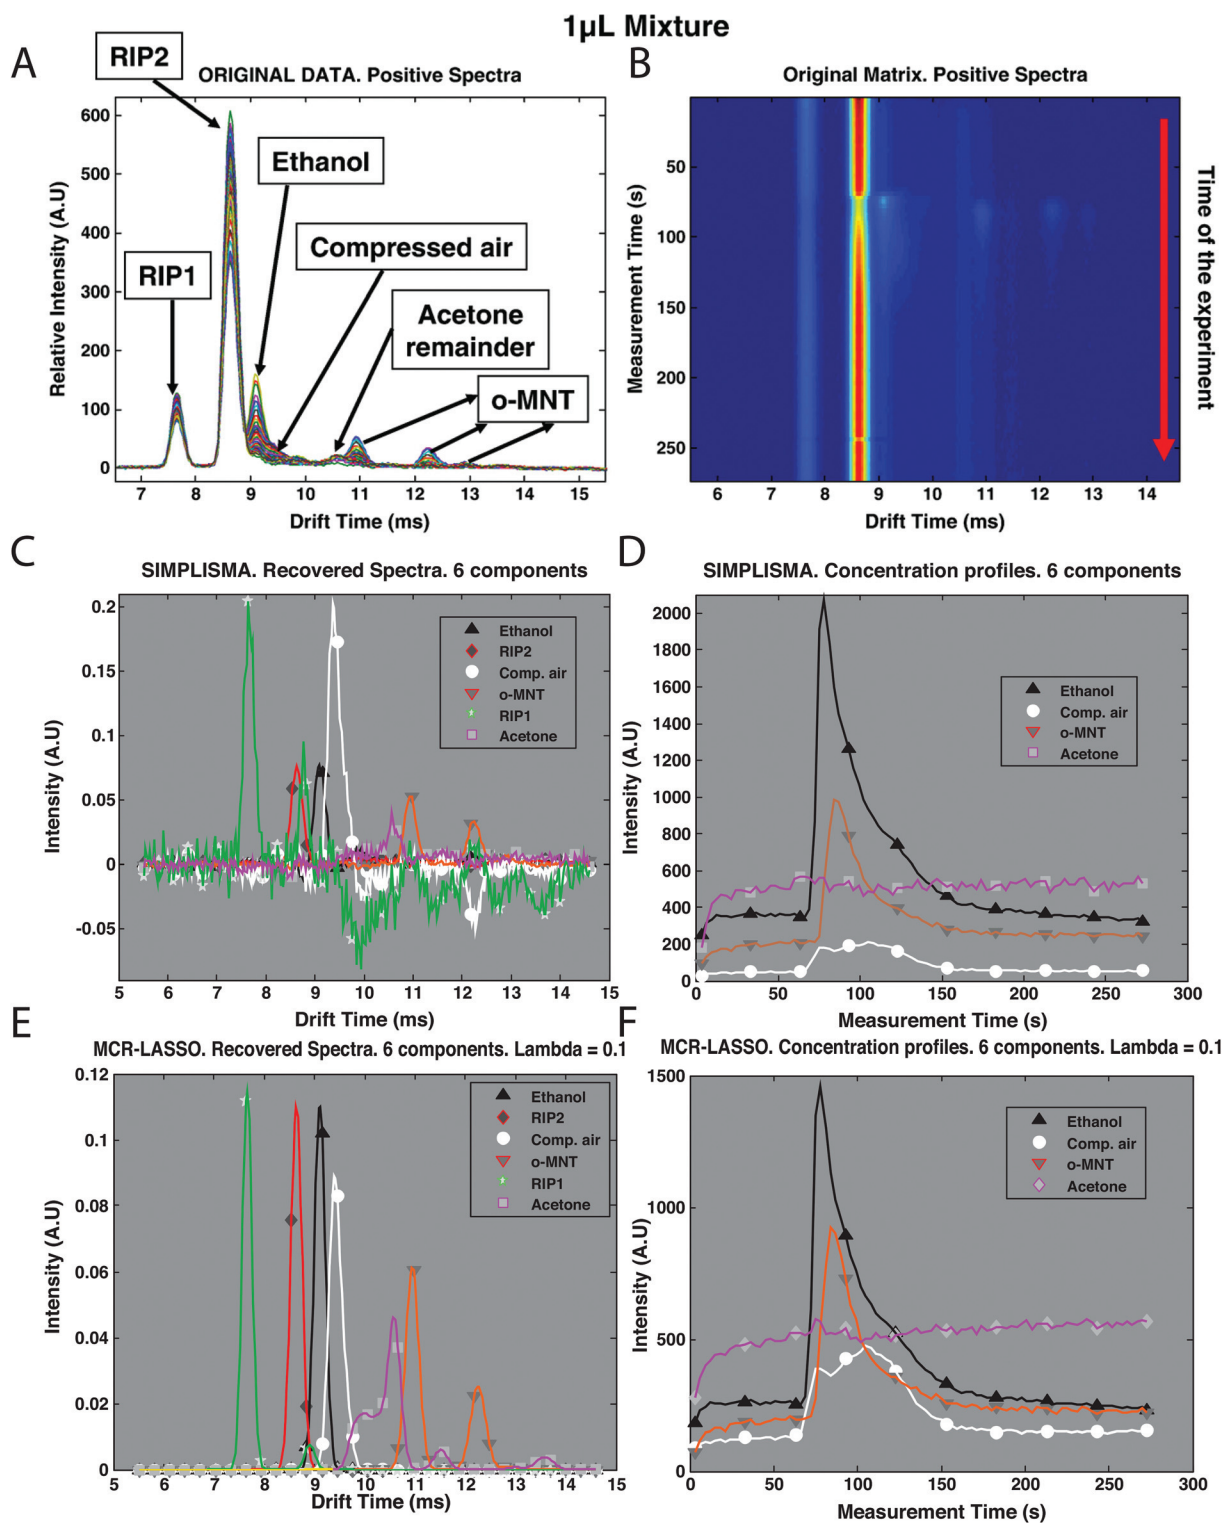 1µL Mixture
A
RIP2
ORIGINAL DATA. Positive Spectra
600
500
400
300
200
100
0
Relative Intensity (A.U)
RIP1
Ethanol
Compressed air
Acetone
remainder
o-MNT
7 8 9 10 11 12 13 14 15
Drift Time (ms)
B
Original Matrix. Positive Spectra
50
100
150
200
250
Measurement Time (s)
6 7 8 9 10 11 12 13 14
Drift Time (ms)
Time of the experiment
C
SIMPLISMA. Recovered Spectra. 6 components
0.2
0.15
0.1
0.05
0
-0.05
Intensity (A.U)
Ethanol
RIP2
Comp. air
o-MNT
RIP1
Acetone
5 6 7 8 9 10 11 12 13 14 15
Drift Time (ms)
D
SIMPLISMA. Concentration profiles. 6 components
2000
1800
1600
1400
1200
1000
800
600
400
200
0
Intensity (A.U)
Ethanol
Comp. air
o-MNT
Acetone
0 50 100 150 200 250 300
Measurement Time (s)
E
MCR-LASSO. Recovered Spectra. 6 components. Lambda = 0.1
0.12
0.1
0.08
0.06
0.04
0.02
0
Intensity (A.U)
Ethanol
RIP2
Comp. air
o-MNT
RIP1
Acetone
5 6 7 8 9 10 11 12 13 14 15
Drift Time (ms)
F
MCR-LASSO. Concentration profiles. 6 components. Lambda = 0.1
1500
1000
500
0
Intensity (A.U)
Ethanol
Comp. air
o-MNT
Acetone
0 50 100 150 200 250 300
Measurement Time (s)